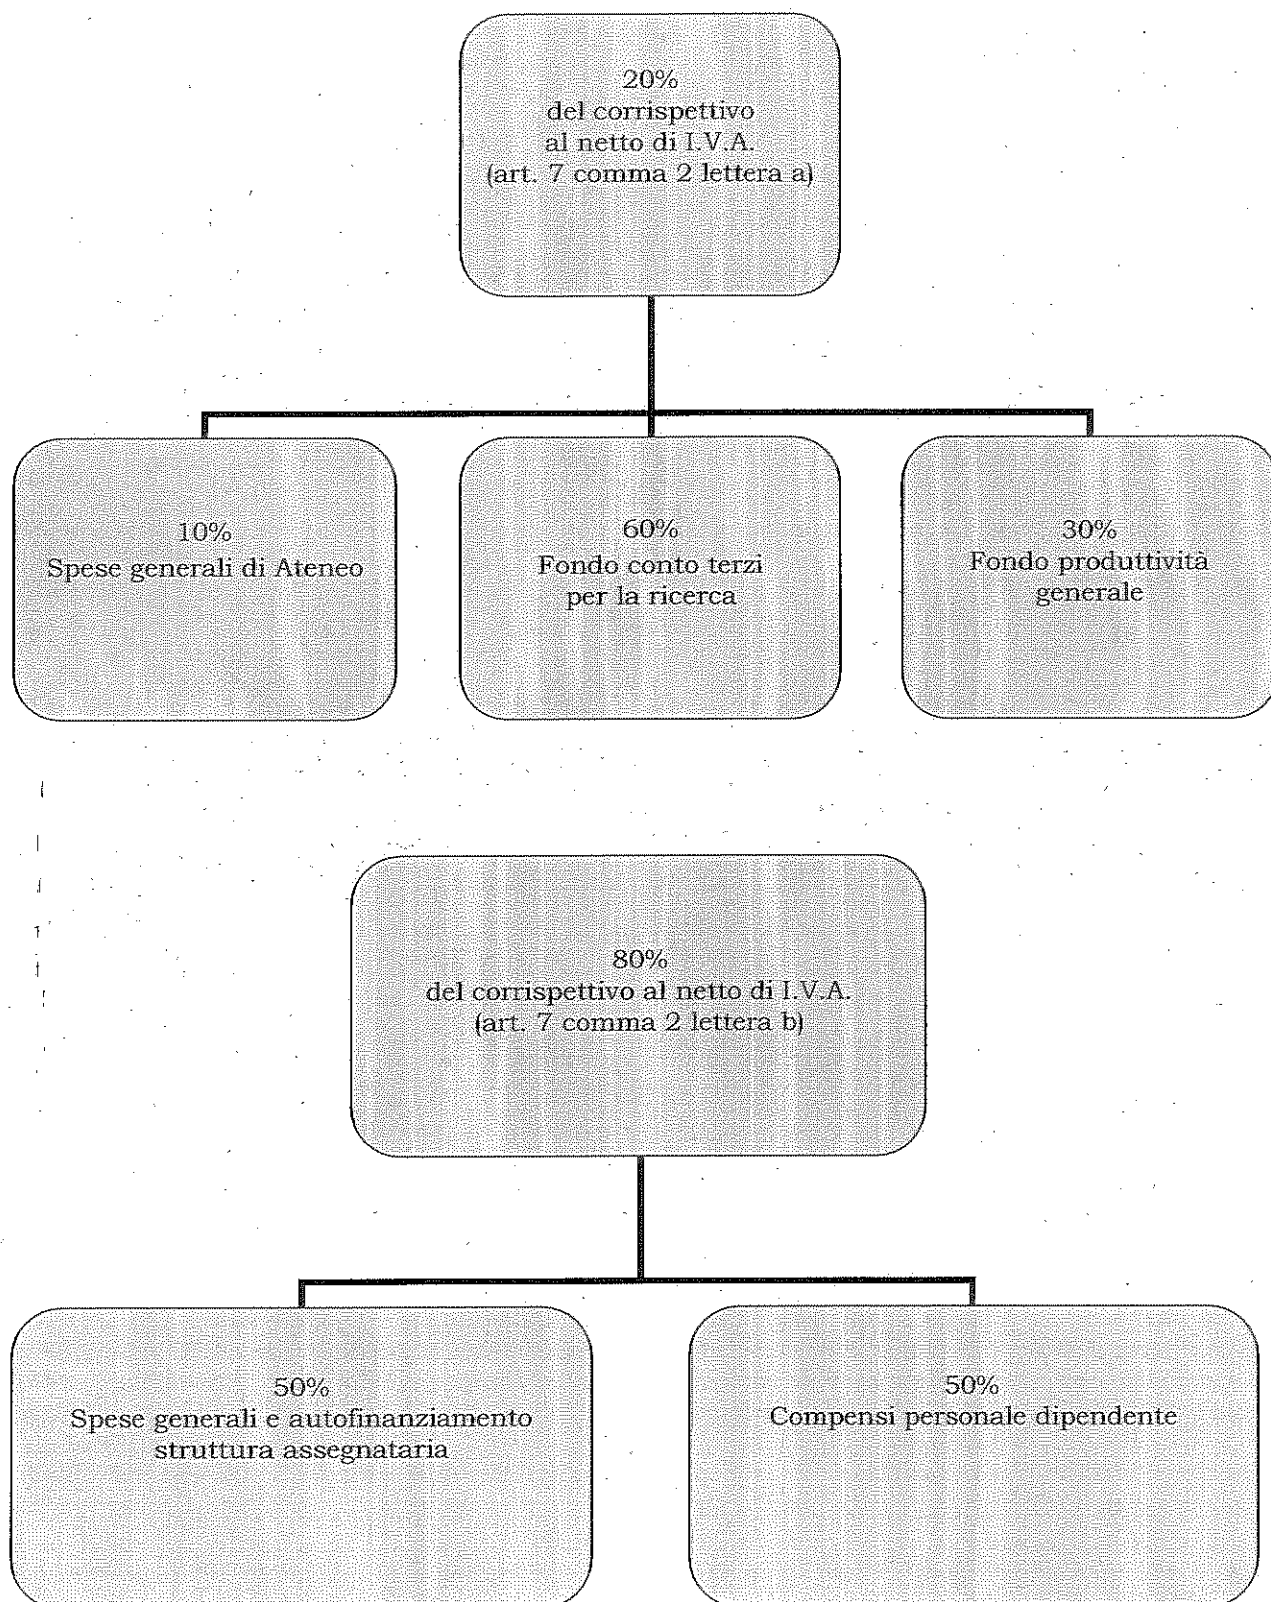 20%
del corrispettivo
al netto di I.V.A.
(art. 7 comma 2 lettera a)
10%
Spese generali di Ateneo
60%
Fondo conto terzi
per la ricerca
30%
Fondo produttività
generale
80%
del corrispettivo al netto di I.V.A.
(art. 7 comma 2 lettera b)
50%
Spese generali e autofinanziamento
struttura assegnataria
50%
Compensi personale dipendente